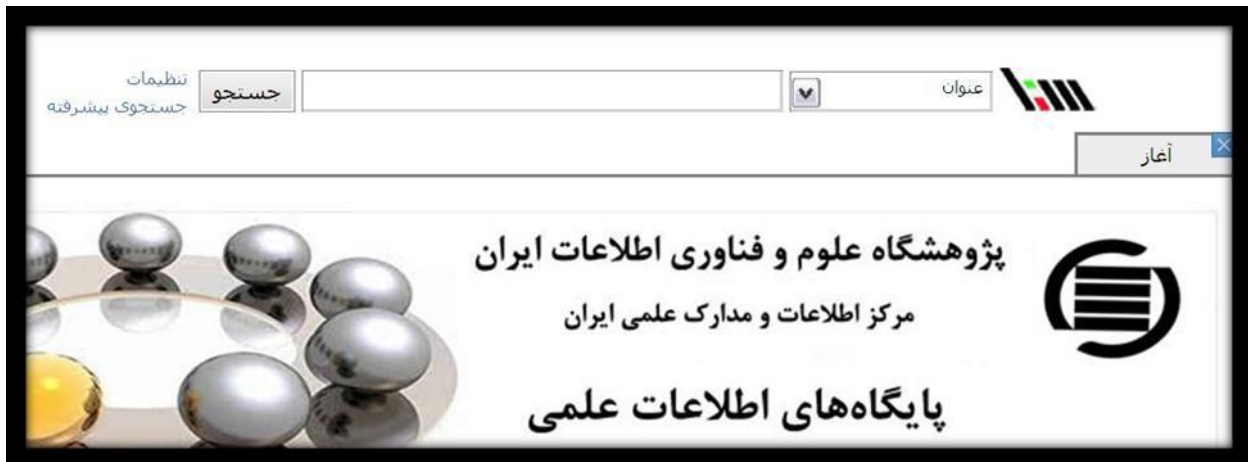 عنوان
جستجو
تنظیمات
جستجوی پیشرفته
آغاز
پژوهشگاه علوم و فناوری اطلاعات ایران
مرکز اطلاعات و مدارک علمی ایران
پایگاه‌های اطلاعات علمی